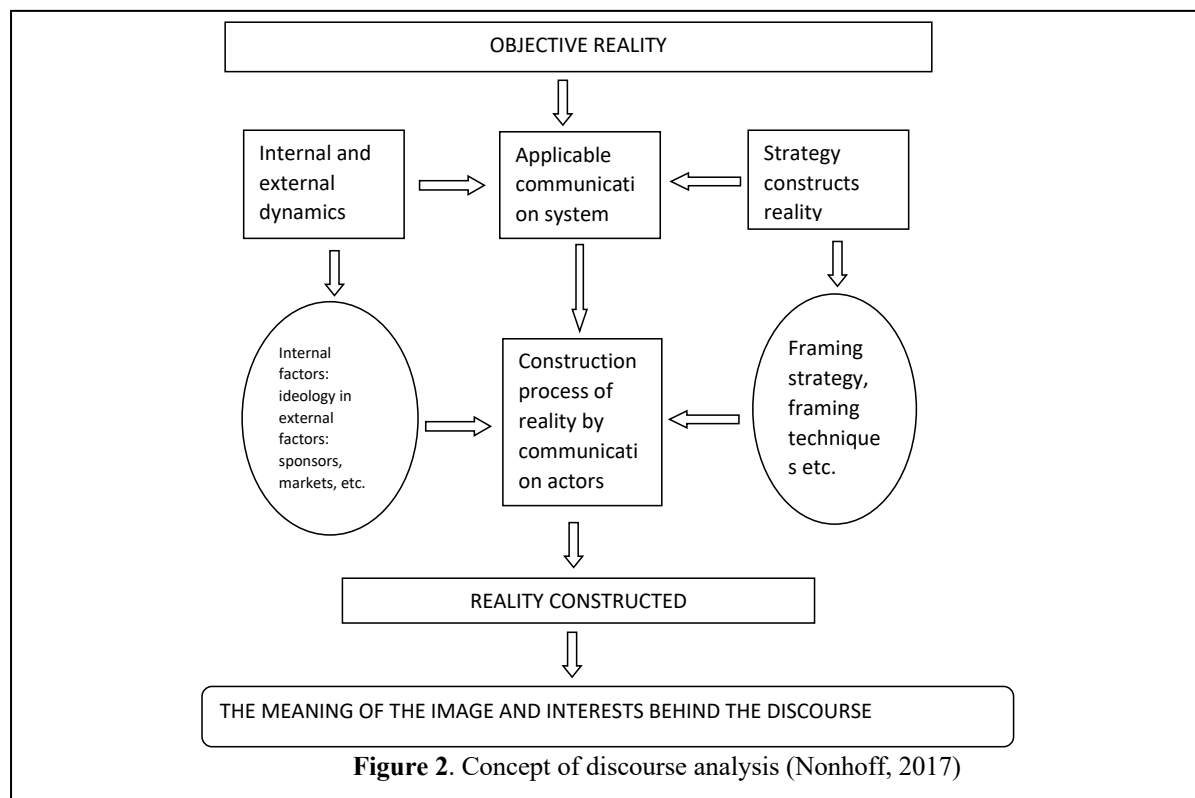 OBJECTIVE REALITY
Internal and
external
dynamics
Applicable
communicati
on system
Strategy
constructs
reality
Internal
factors:
ideology in
external
factors:
sponsors,
markets, etc.
Construction
process of
reality by
communicati
on actors
Framing
strategy,
framing
technique
s etc.
REALITY CONSTRUCTED
THE MEANING OF THE IMAGE AND INTERESTS BEHIND THE DISCOURSE
Figure 2. Concept of discourse analysis (Nonhoff, 2017)